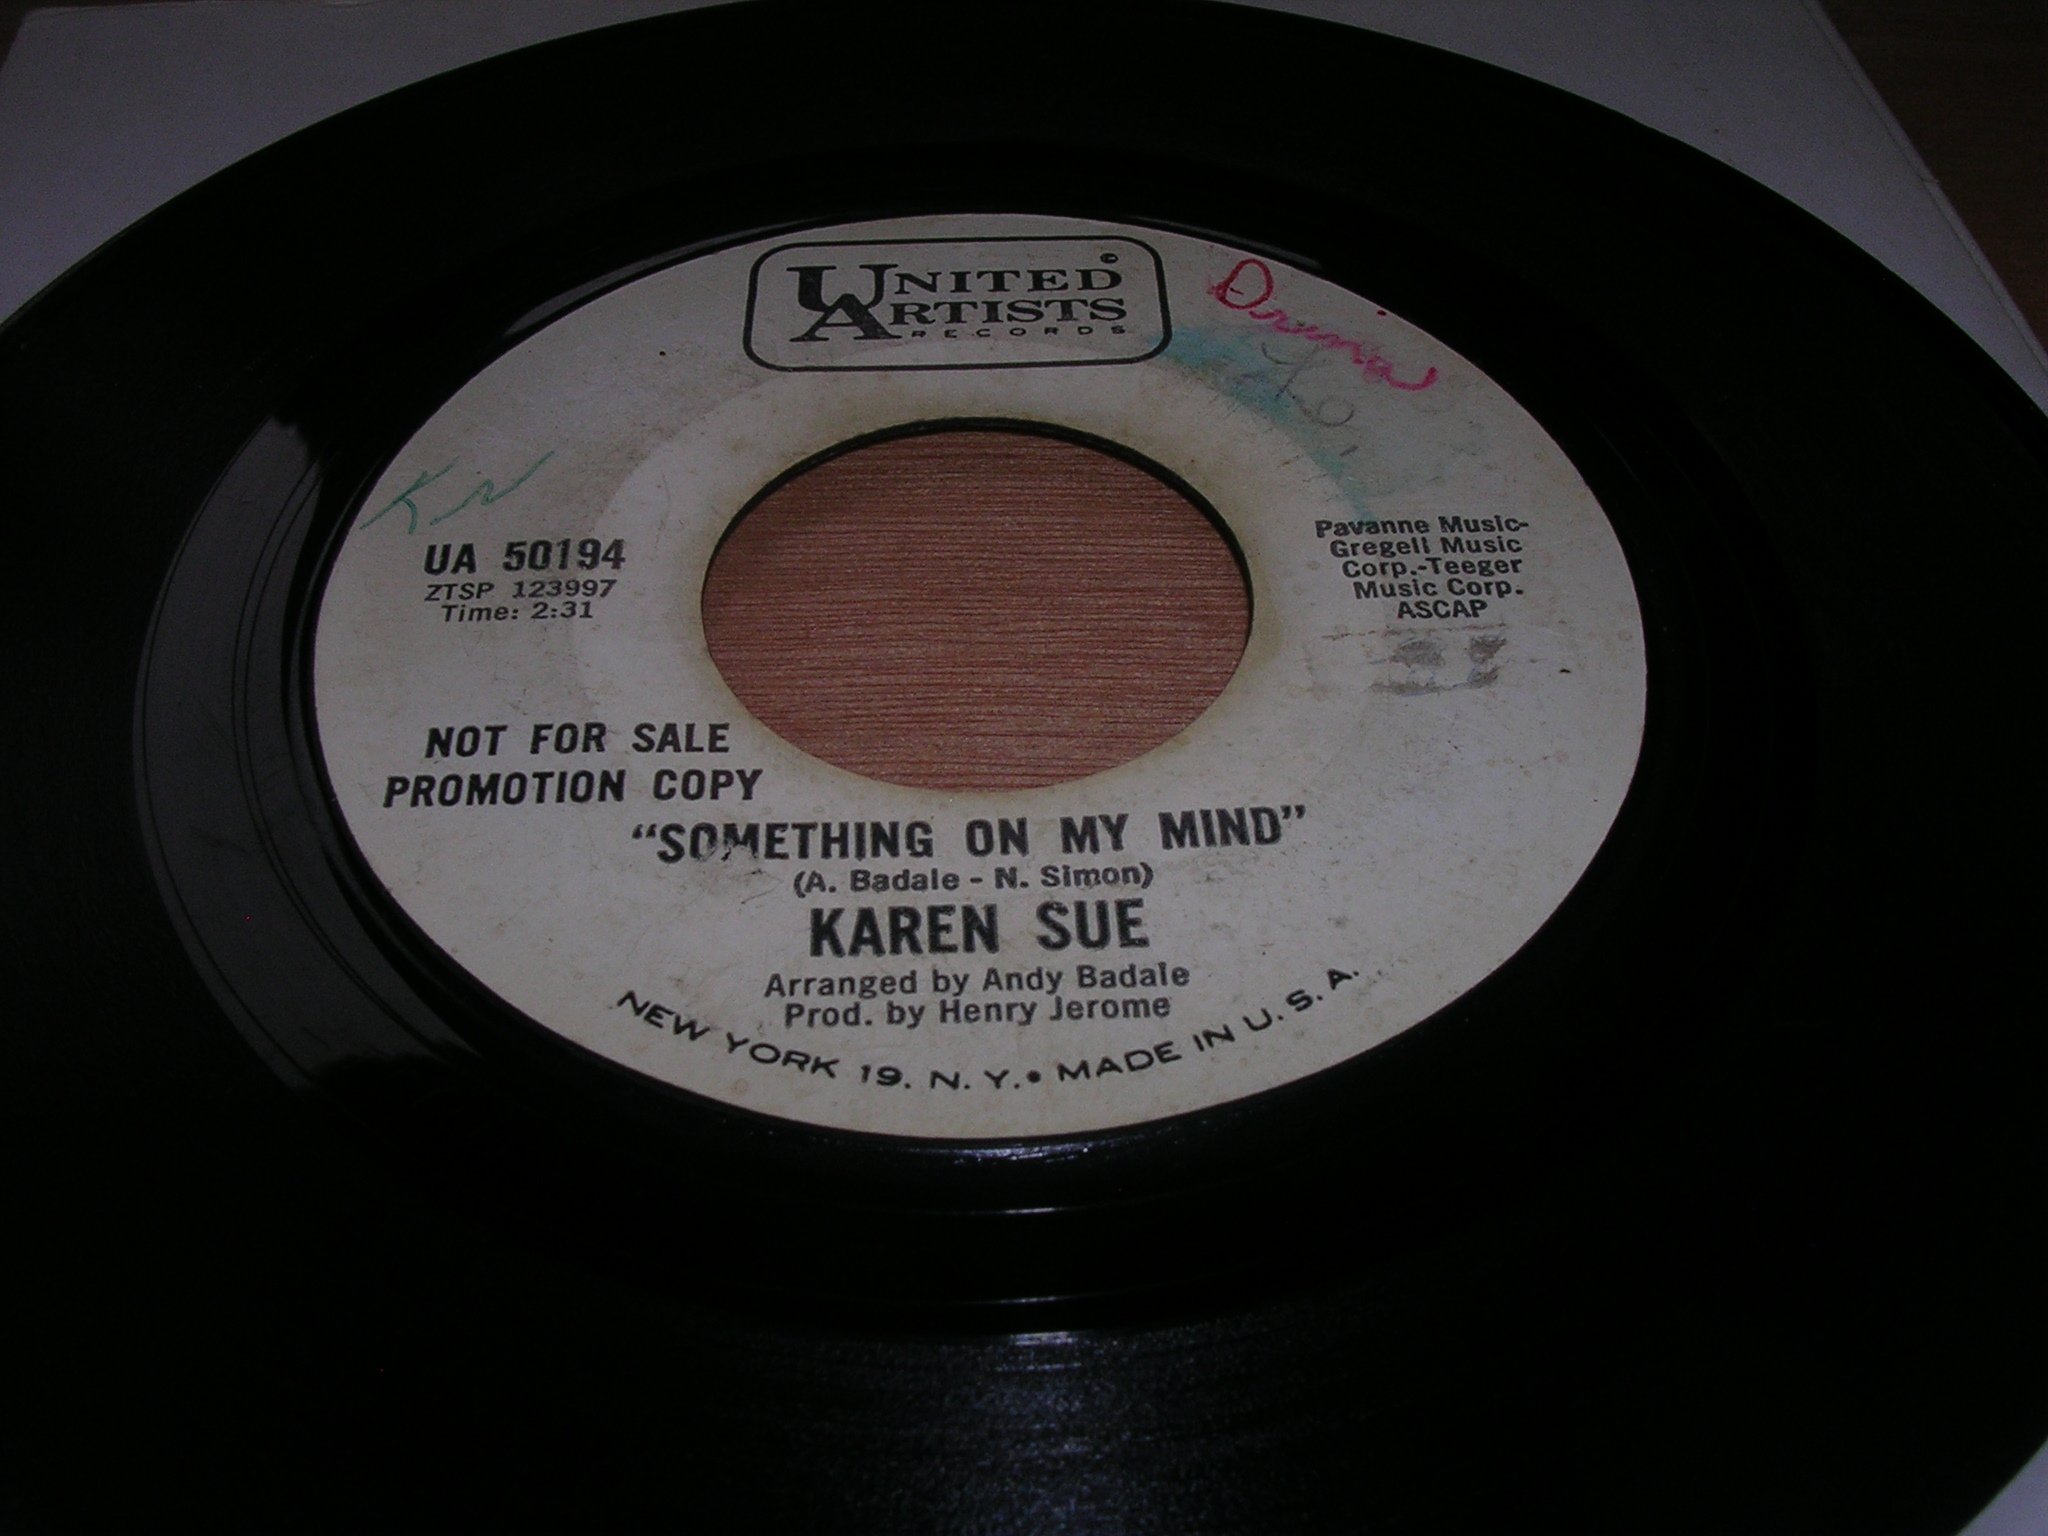 UNITED
ARTISTS
RECORDS
©
UA 50194
ZTSP 123997
Time: 2:31
Pavanne Music-
Gregell Music
Corp.-Teeger
Music Corp.
ASCAP
NOT FOR SALE
PROMOTION COPY
“SOMETHING ON MY MIND”
(A. Badale - N. Simon)
KAREN SUE
Arranged by Andy Badale
Prod. by Henry Jerome
NEW YORK 19, N. Y. • MADE IN U. S. A.